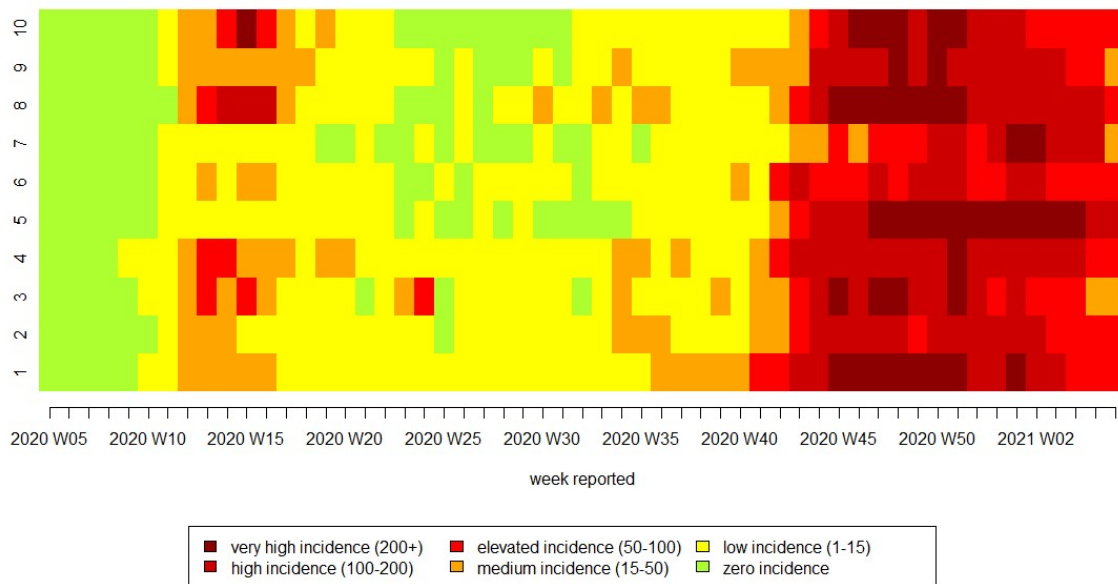 10
9
8
7
6
5
4
3
2
1
2020 W05 2020 W10 2020 W15 2020 W20 2020 W25 2020 W30 2020 W35 2020 W40 2020 W45 2020 W50 2021 W02
week reported
very high incidence (200+) elevated incidence (50-100) low incidence (1-15)
high incidence (100-200) medium incidence (15-50) zero incidence